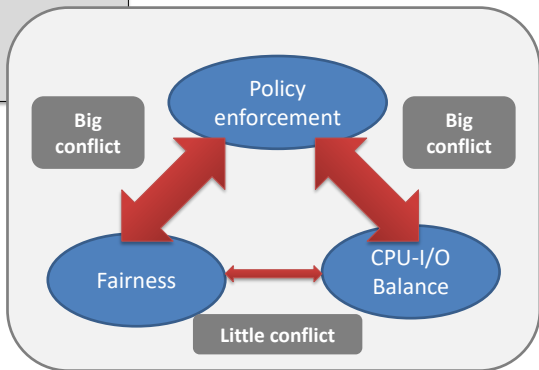 Policy
enforcement
Big
conflict
Big
conflict
Fairness
CPU-I/O
Balance
Little conflict